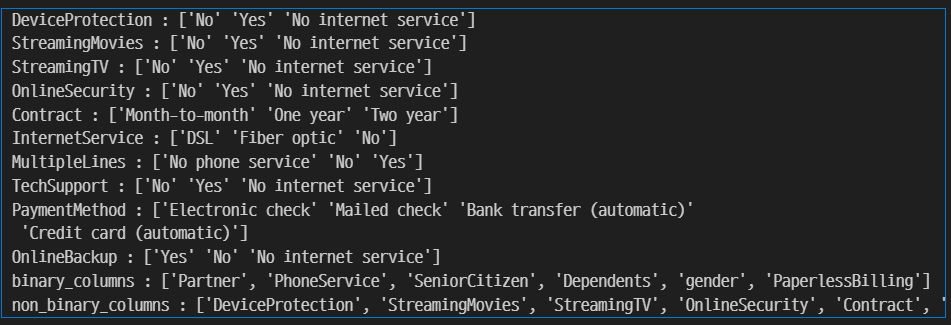 DeviceProtection : ['No' 'Yes' 'No internet service']
StreamingMovies : ['No' 'Yes' 'No internet service']
StreamingTV : ['No' 'Yes' 'No internet service']
OnlineSecurity : ['No' 'Yes' 'No internet service']
Contract : ['Month-to-month' 'One year' 'Two year']
InternetService : ['DSL' 'Fiber optic' 'No']
MultipleLines : ['No phone service' 'No' 'Yes']
TechSupport : ['No' 'Yes' 'No internet service']
PaymentMethod : ['Electronic check' 'Mailed check' 'Bank transfer (automatic)'
 'Credit card (automatic)']
OnlineBackup : ['Yes' 'No' 'No internet service']
binary_columns : ['Partner', 'PhoneService', 'SeniorCitizen', 'Dependents', 'gender', 'PaperlessBilling']
non_binary_columns : ['DeviceProtection', 'StreamingMovies', 'StreamingTV', 'OnlineSecurity', 'Contract', '